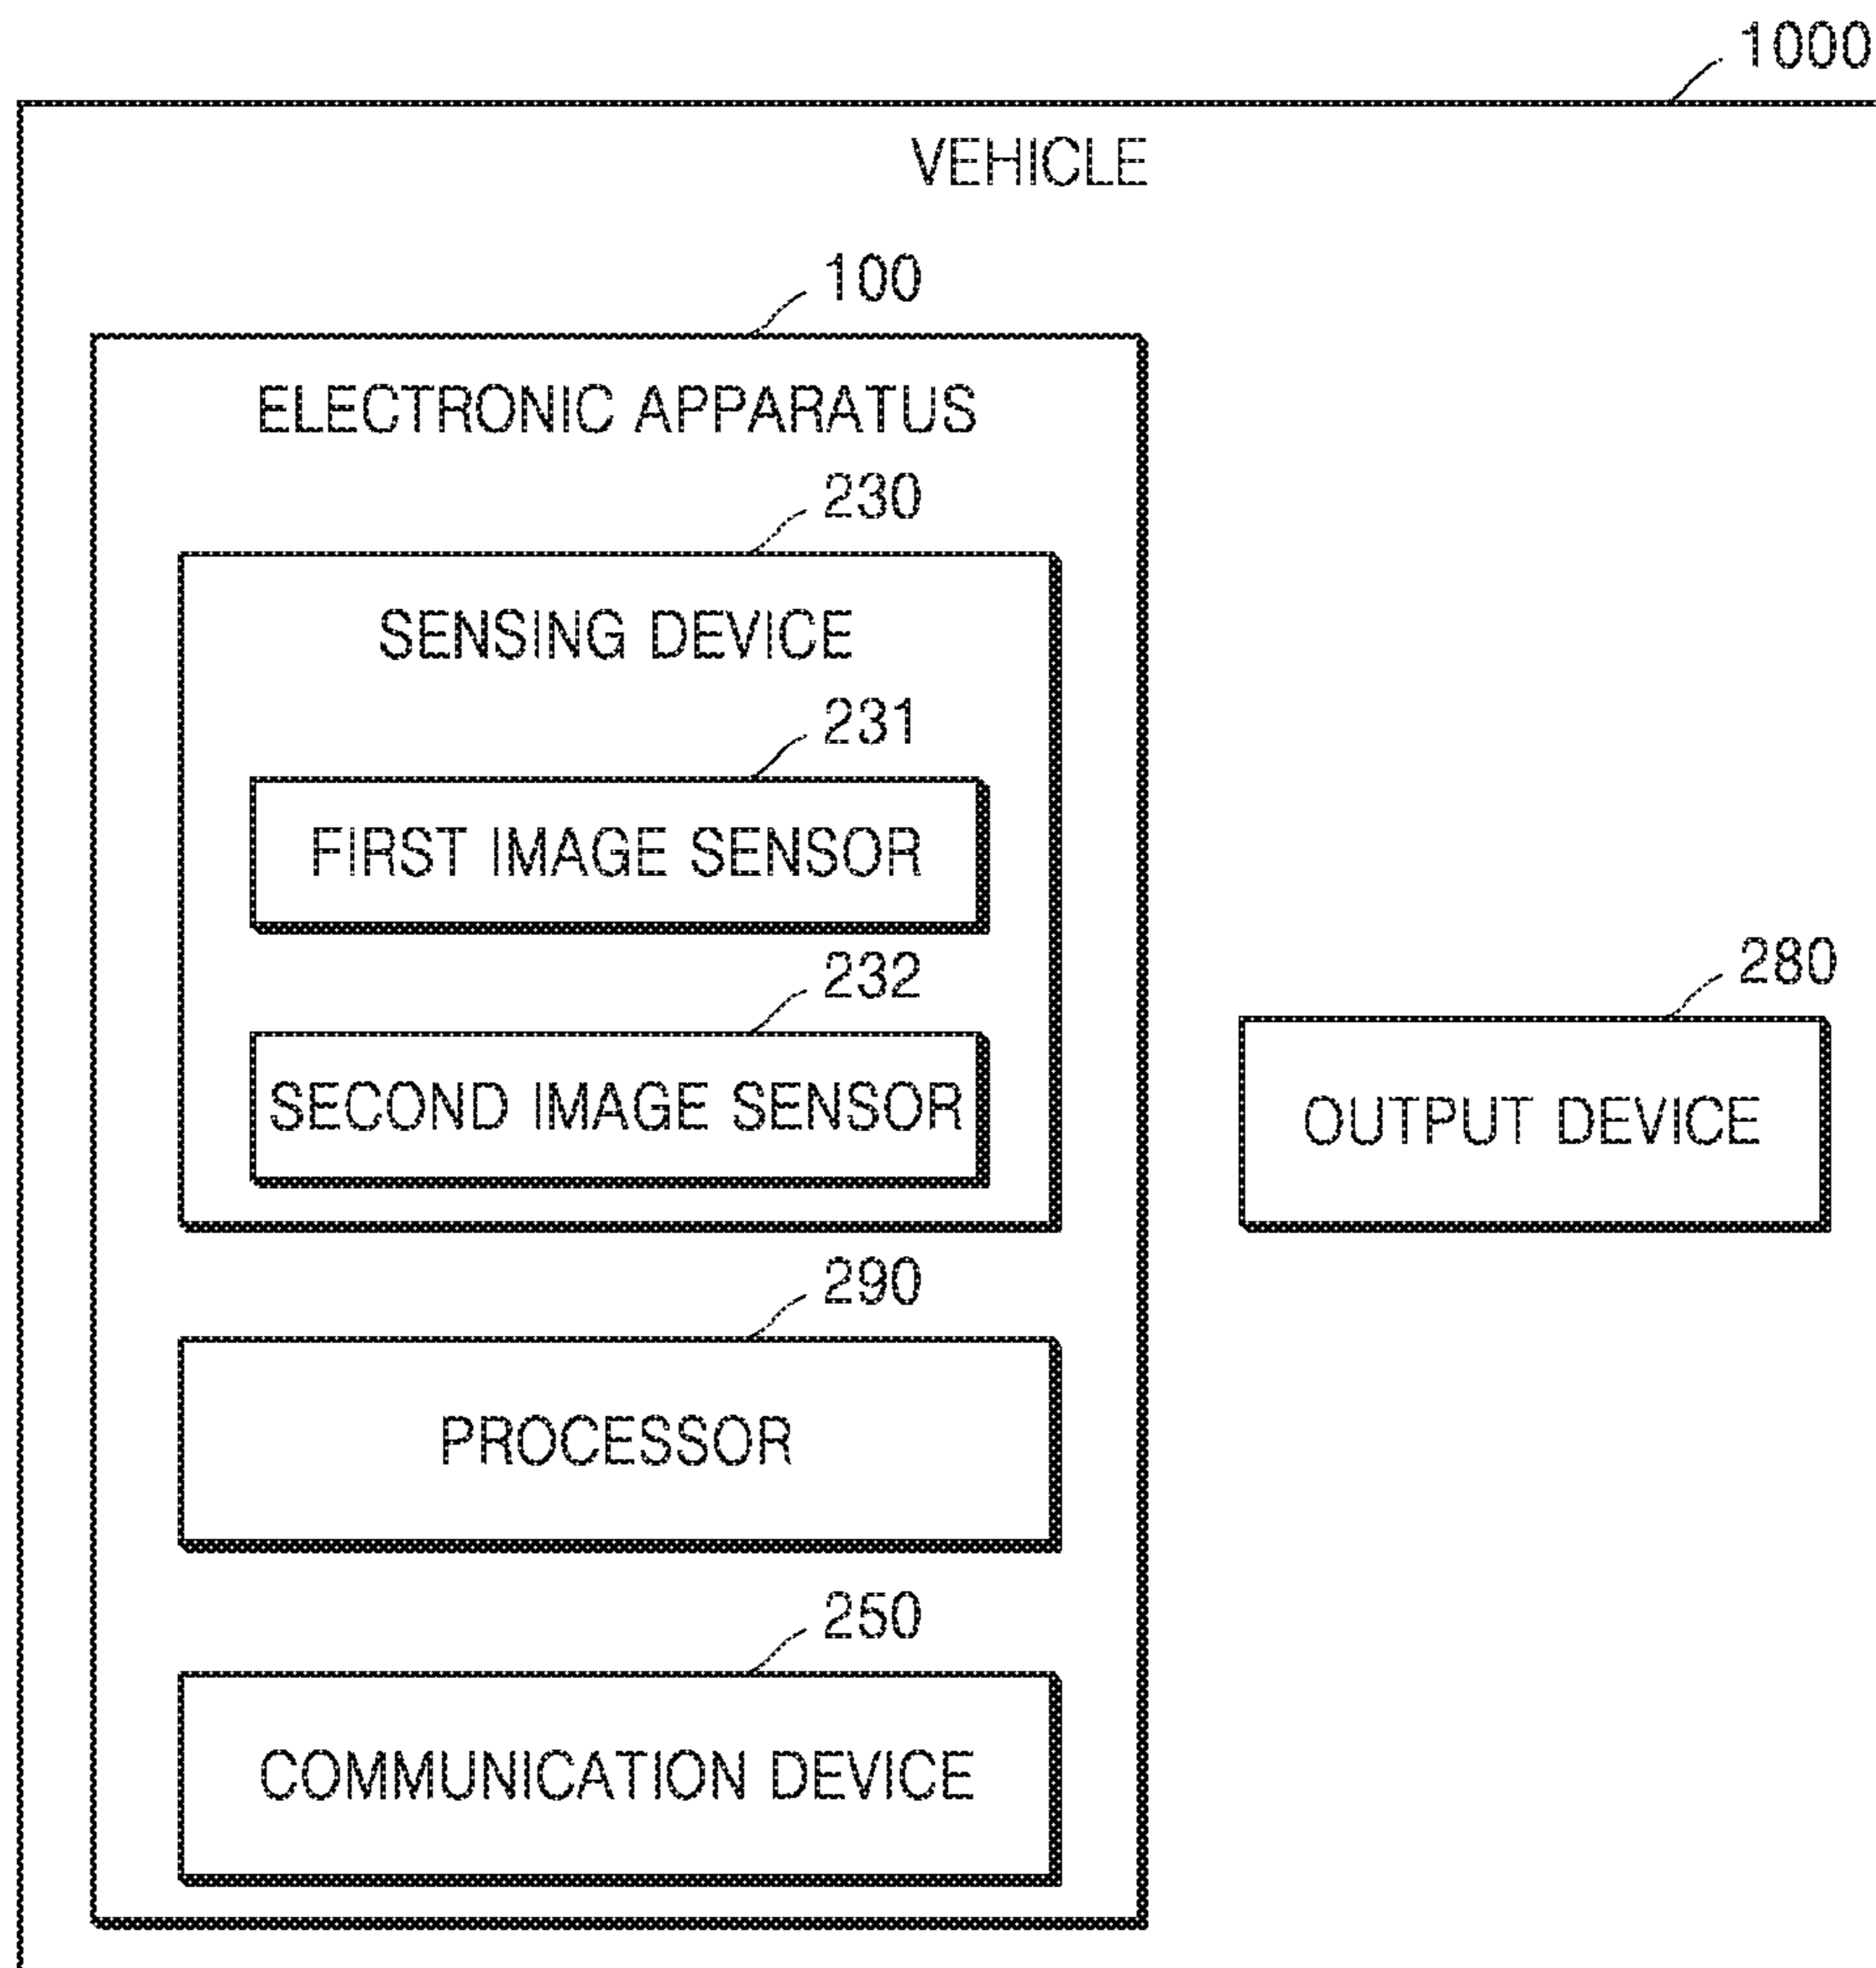 1000
VEHICLE
100
ELECTRONIC APPARATUS
230
SENSING DEVICE
231
FIRST IMAGE SENSOR
232
SECOND IMAGE SENSOR
280
OUTPUT DEVICE
290
PROCESSOR
250
COMMUNICATION DEVICE